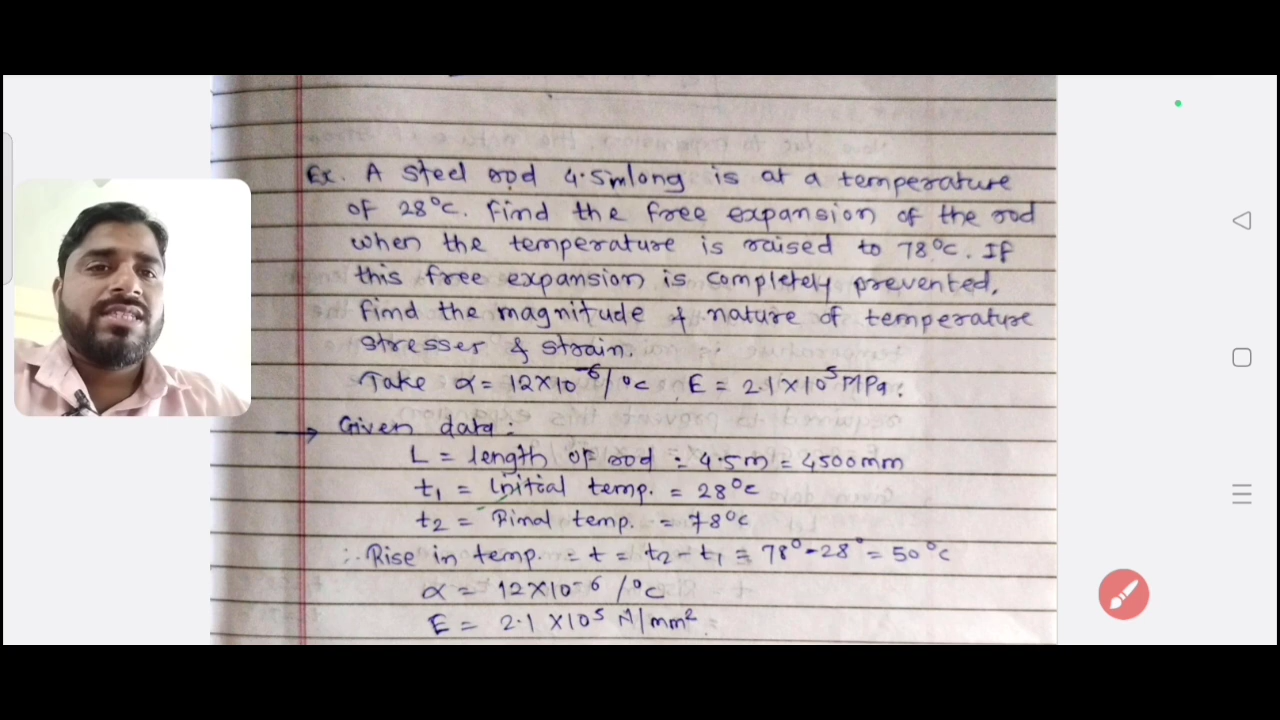 Ex. A steel rod 4.5m long is at a temperature
of 28°c. Find the free expansion of the rod
when the temperature is raised to 78°c. If
this free expansion is completely prevented,
Find the magnitude & nature of temperature
stresses & strain.
Take α = 12×10⁻⁶/°c, E = 2.1×10⁵ MPa.
→ Given data:
L = length of rod = 4.5m = 4500mm
t₁ = Initial temp. = 28°c
t₂ = Final temp. = 78°c
∴ Rise in temp. = t = t₂ - t₁ = 78° - 28° = 50°c
α = 12×10⁻⁶ /°c
E = 2.1 ×10⁵ N/mm²